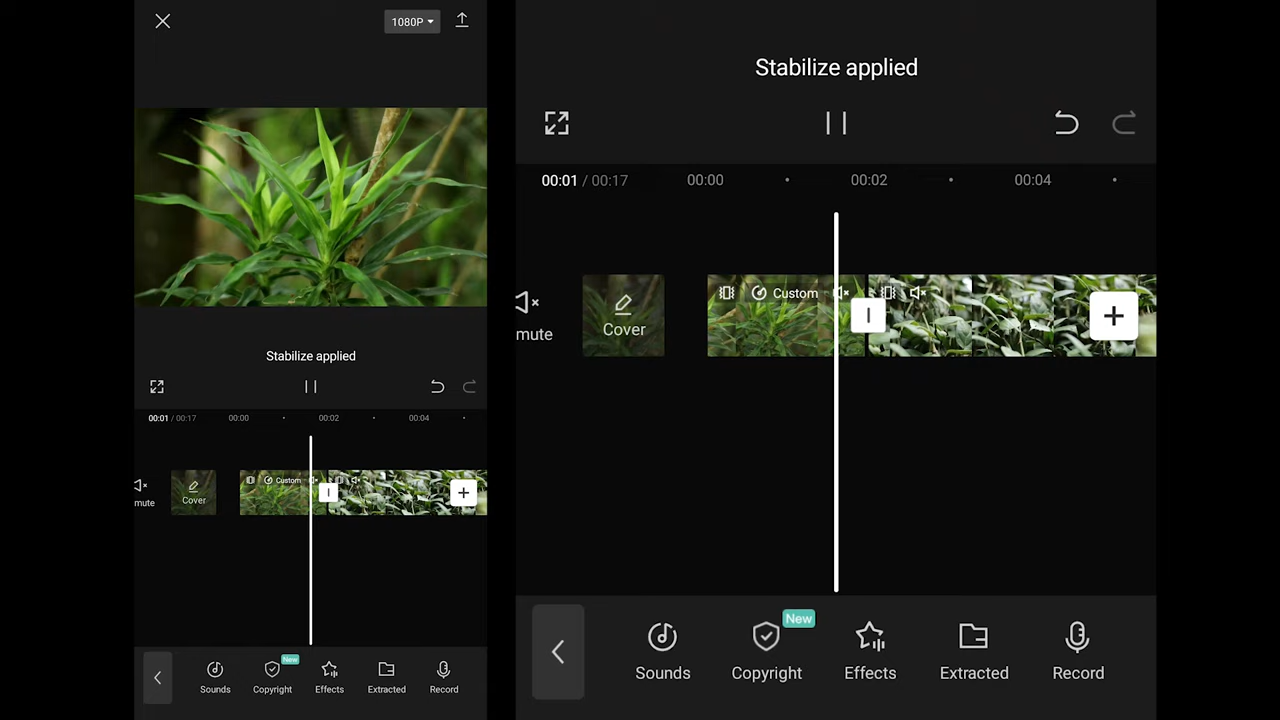 1080P
Stabilize applied
00:01 / 00:17
00:00
00:02
00:04
mute
Cover
Custom
Sounds
New
Copyright
Effects
Extracted
Record
Stabilize applied
00:01 / 00:17
00:00
00:02
00:04
mute
Cover
Custom
Sounds
New
Copyright
Effects
Extracted
Record